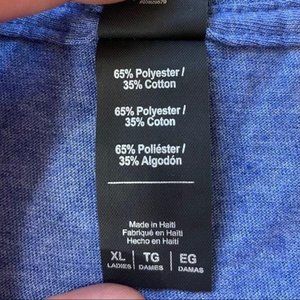 65% Polyester /
35% Cotton
65% Polyester /
35% Coton
65% Poliéster /
35% Algodón
Made in Haiti
Fabriqué en Haïti
Hecho en Haití
XL TG EG
LADIES DAMES DAMAS